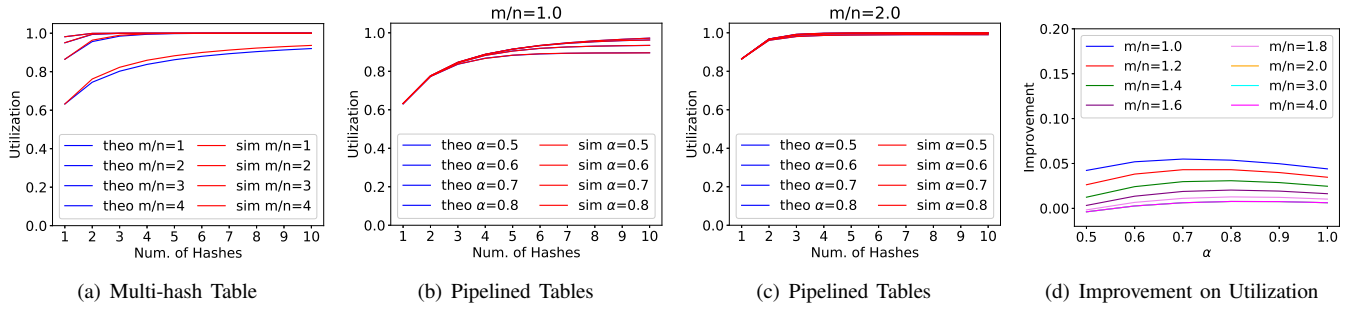 1.0
0.8
0.6
0.4
0.2
0.0
Utilization
theo m/n=1
theo m/n=2
theo m/n=3
theo m/n=4
sim m/n=1
sim m/n=2
sim m/n=3
sim m/n=4
1 2 3 4 5 6 7 8 9 10
Num. of Hashes
(a) Multi-hash Table
m/n=1.0
1.0
0.8
0.6
0.4
0.2
0.0
Utilization
theo α=0.5
theo α=0.6
theo α=0.7
theo α=0.8
sim α=0.5
sim α=0.6
sim α=0.7
sim α=0.8
1 2 3 4 5 6 7 8 9 10
Num. of Hashes
(b) Pipelined Tables
m/n=2.0
1.0
0.8
0.6
0.4
0.2
0.0
Utilization
theo α=0.5
theo α=0.6
theo α=0.7
theo α=0.8
sim α=0.5
sim α=0.6
sim α=0.7
sim α=0.8
1 2 3 4 5 6 7 8 9 10
Num. of Hashes
(c) Pipelined Tables
0.20
0.15
0.10
0.05
0.00
Improvement
m/n=1.0
m/n=1.2
m/n=1.4
m/n=1.6
m/n=1.8
m/n=2.0
m/n=3.0
m/n=4.0
0.5 0.6 0.7 0.8 0.9 1.0
α
(d) Improvement on Utilization